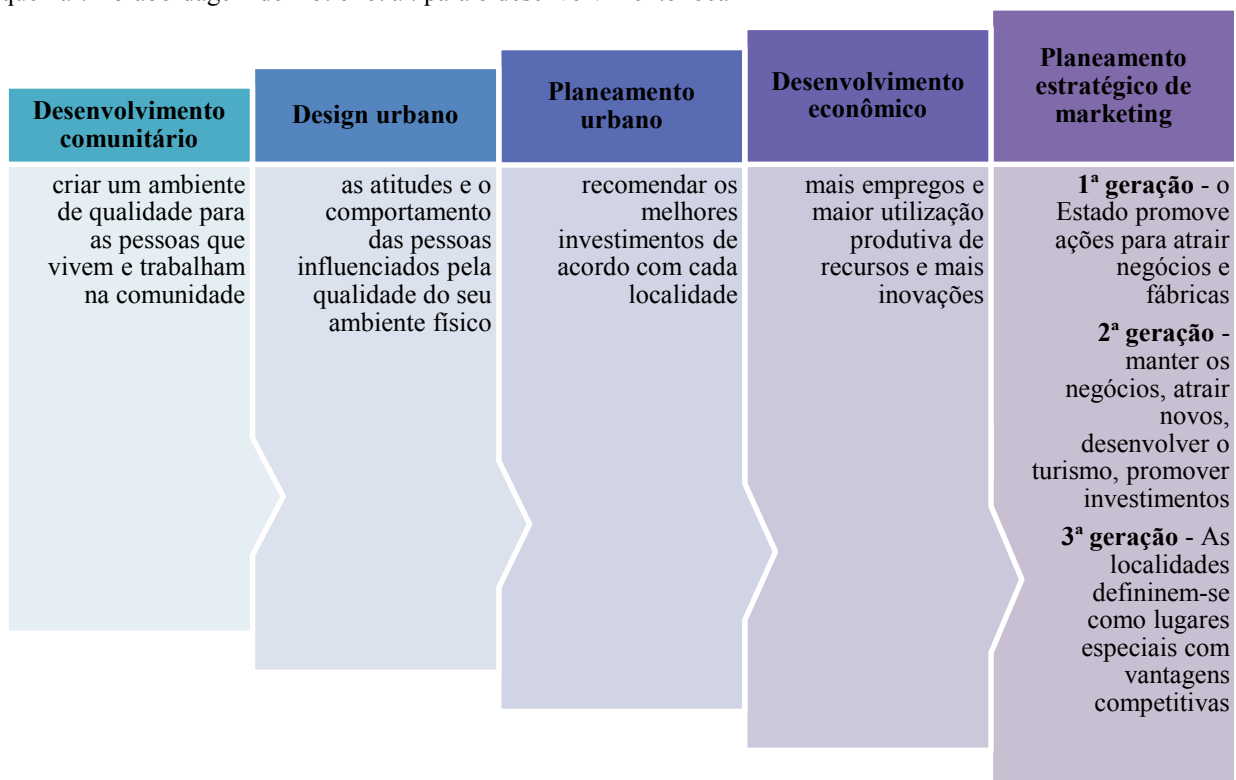 Desenvolvimento
comunitário
criar um ambiente
de qualidade para
as pessoas que
vivem e trabalham
na comunidade
Design urbano
as atitudes e o
comportamento
das pessoas
influenciados pela
qualidade do seu
ambiente físico
Planeamento
urbano
recomendar os
melhores
investimentos de
acordo com cada
localidade
Desenvolvimento
econômico
mais empregos e
maior utilização
produtiva de
recursos e mais
inovações
Planeamento
estratégico de
marketing
1ª geração - o
Estado promove
ações para atrair
negócios e
fábricas
2ª geração -
manter os
negócios, atrair
novos,
desenvolver o
turismo, promover
investimentos
3ª geração - As
localidades
defininem-se
como lugares
especiais com
vantagens
competitivas